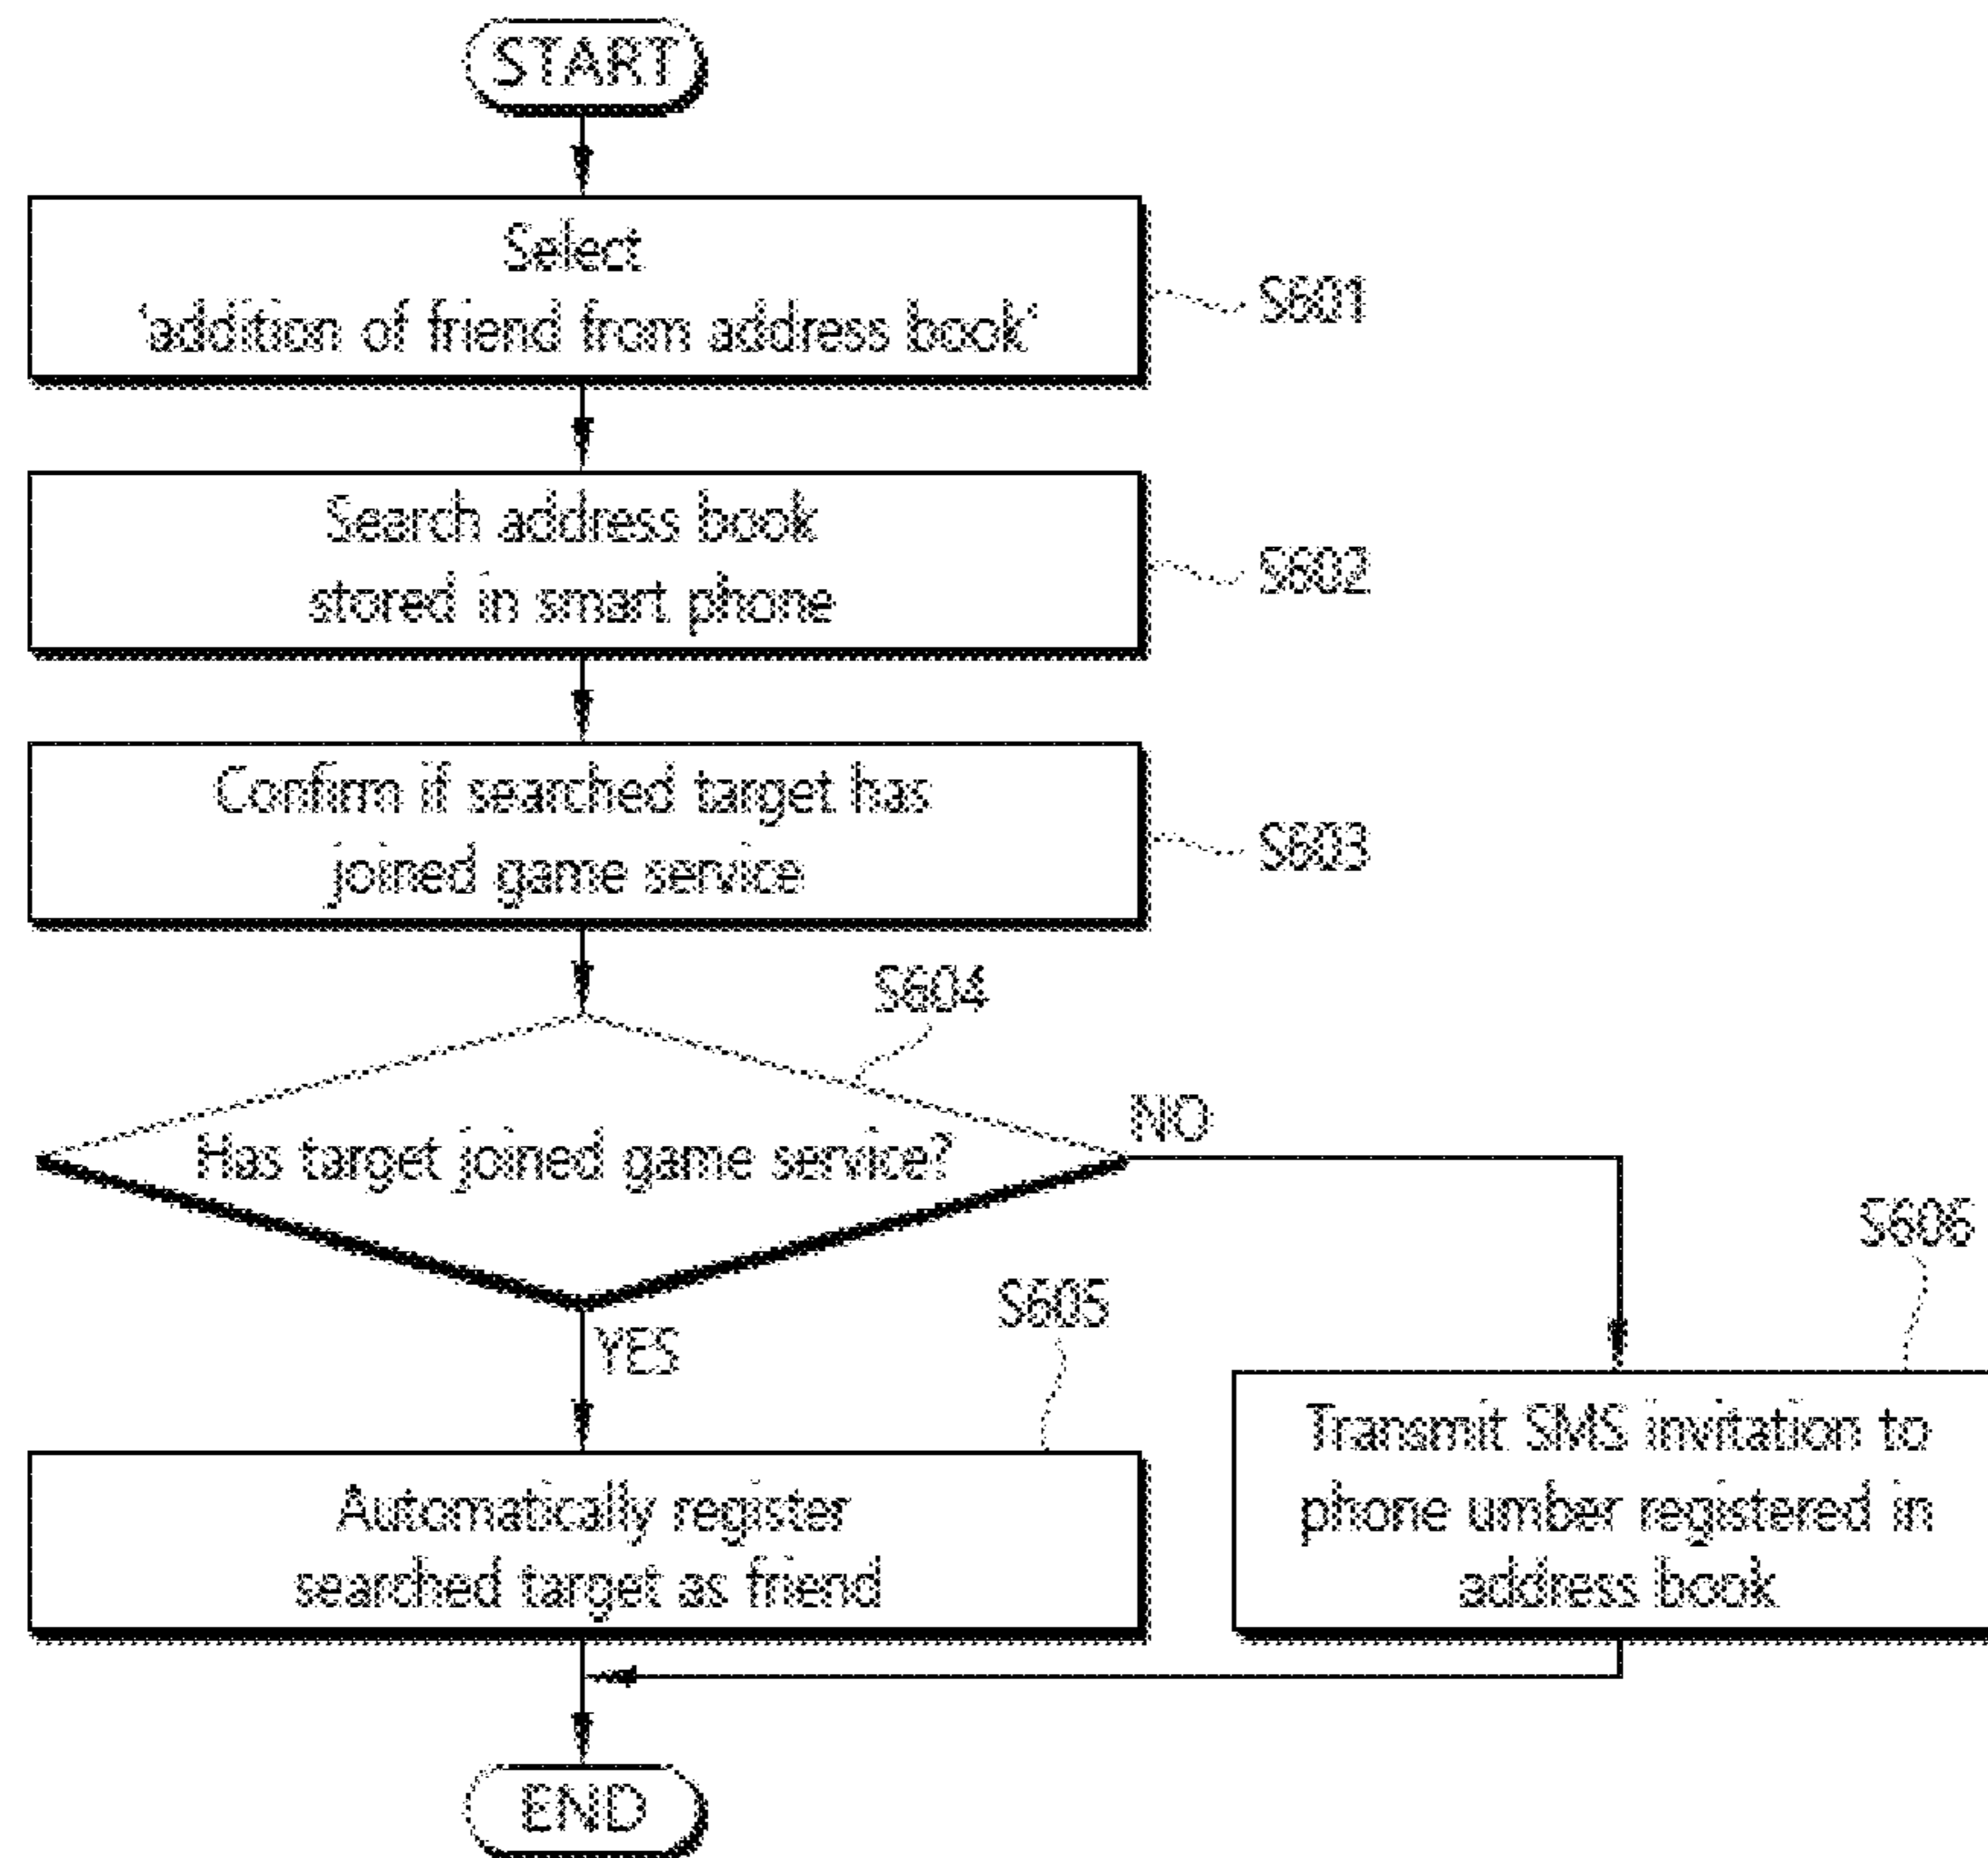 START
Select
'addition of friend from address book'
S601
Search address book
stored in smart phone
S602
Confirm if searched target has
joined game service
S603
S604
Has target joined game service?
NO
YES
S605
S606
Automatically register
searched target as friend
Transmit SMS invitation to
phone umber registered in
address book
END